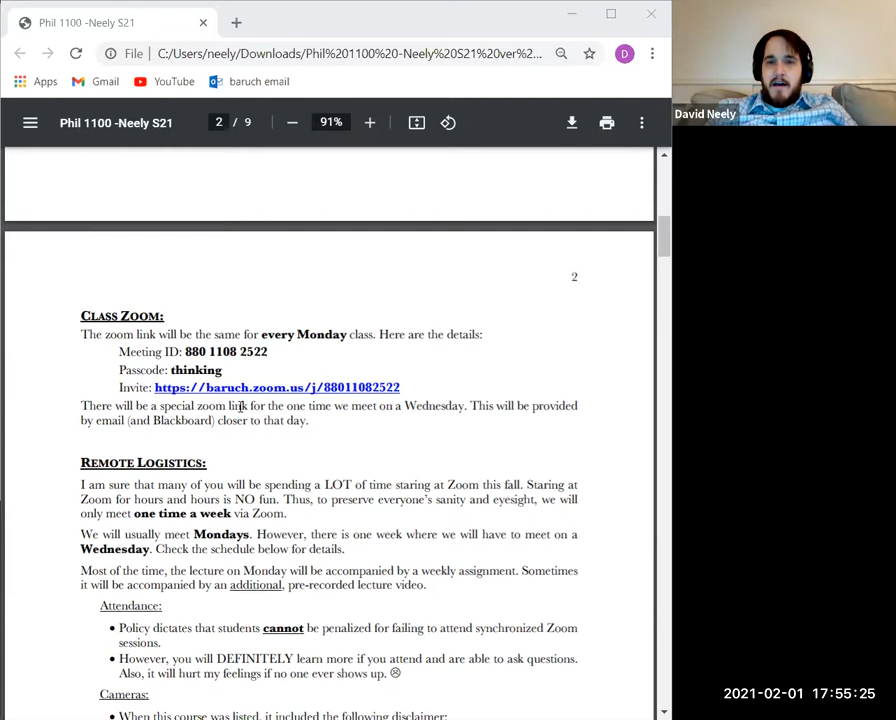 Phil 1100 -Neely S21
File C:/Users/neely/Downloads/Phil%201100%20-Neely%20S21%20ver%2... D
Apps Gmail YouTube baruch email
David Neely
Phil 1100 -Neely S21 2 / 9 91%
2
CLASS ZOOM:
The zoom link will be the same for every Monday class. Here are the details:
Meeting ID: 880 1108 2522
Passcode: thinking
Invite: https://baruch.zoom.us/j/88011082522
There will be a special zoom link for the one time we meet on a Wednesday. This will be provided
by email (and Blackboard) closer to that day.
REMOTE LOGISTICS:
I am sure that many of you will be spending a LOT of time staring at Zoom this fall. Staring at
Zoom for hours and hours is NO fun. Thus, to preserve everyone's sanity and eyesight, we will
only meet one time a week via Zoom.
We will usually meet Mondays. However, there is one week where we will have to meet on a
Wednesday. Check the schedule below for details.
Most of the time, the lecture on Monday will be accompanied by a weekly assignment. Sometimes
it will be accompanied by an additional, pre-recorded lecture video.
Attendance:
• Policy dictates that students cannot be penalized for failing to attend synchronized Zoom
sessions.
• However, you will DEFINITELY learn more if you attend and are able to ask questions.
Also, it will hurt my feelings if no one ever shows up. ☹
Cameras:
• When this course was listed, it included the following disclaimer:
2021-02-01 17:55:25